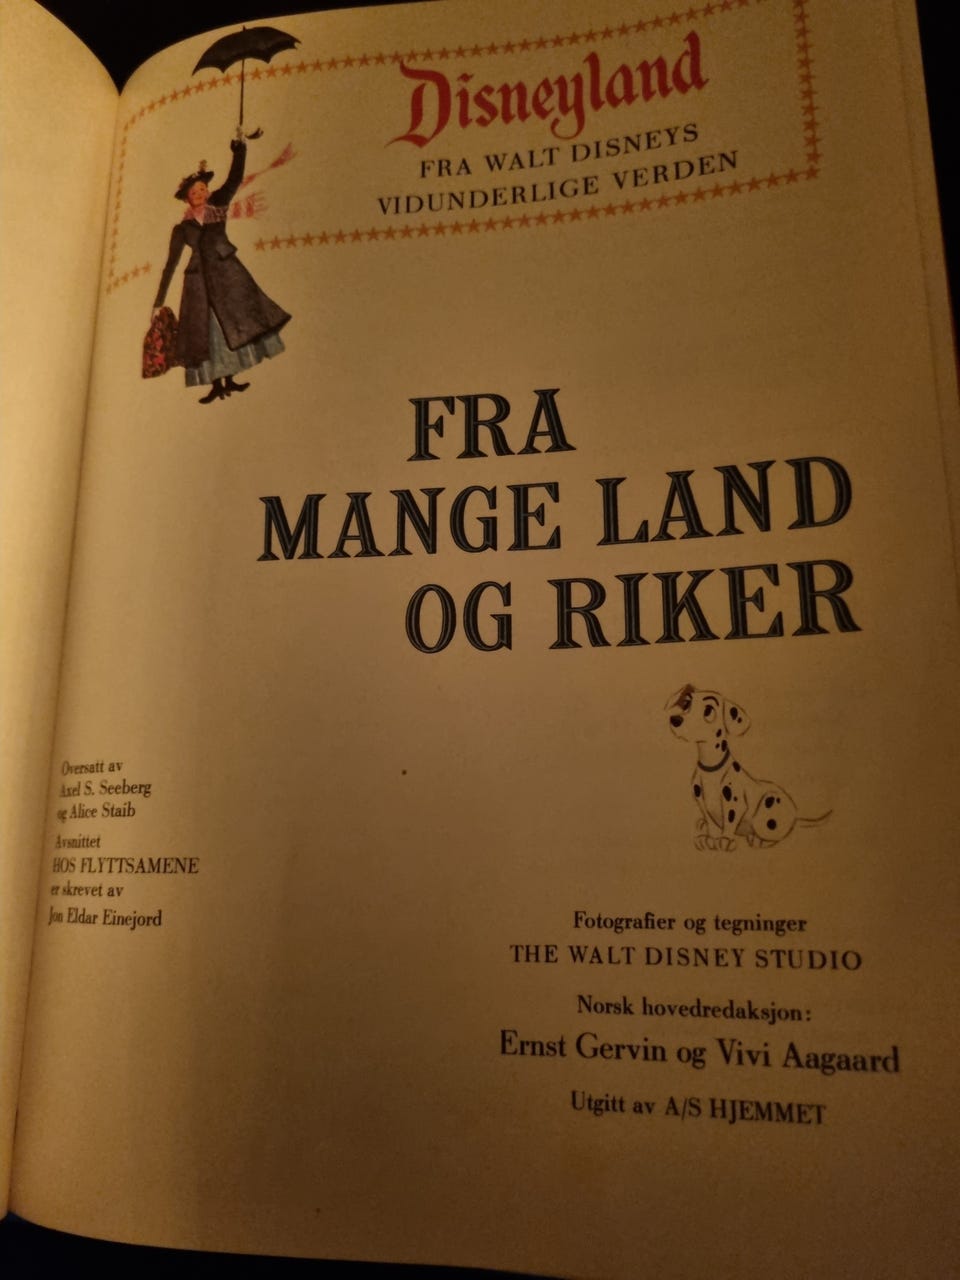 Disneyland
FRA WALT DISNEYS
VIDUNDERLIGE VERDEN
FRA
MANGE LAND
OG RIKER
Oversatt av
Axel S. Seeberg
og Alice Staib
Avsnittet
HOS FLYTTSAMENE
er skrevet av
Jon Eldar Einejord
Fotografier og tegninger
THE WALT DISNEY STUDIO
Norsk hovedredaksjon:
Ernst Gervin og Vivi Aagaard
Utgitt av A/S HJEMMET